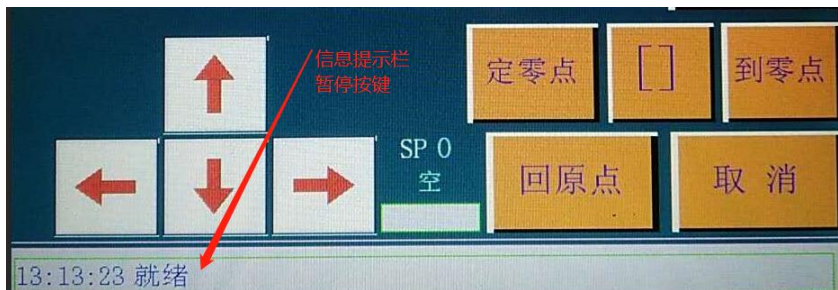 信息提示栏
暂停按键
定零点
[]
到零点
SP 0
空
回原点
取 消
13:13:23 就绪